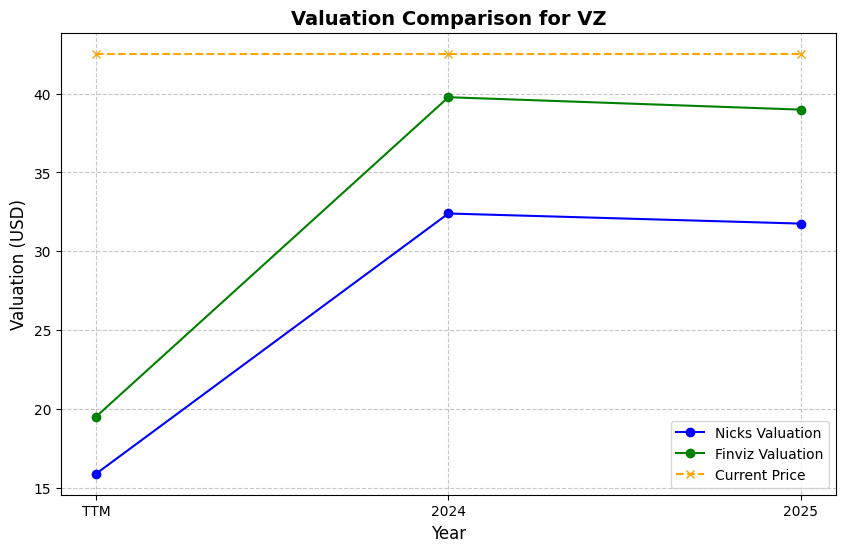 Valuation Comparison for VZ
Valuation (USD)
40
35
30
25
20
15
TTM
2024
2025
Year
Nicks Valuation
Finviz Valuation
Current Price